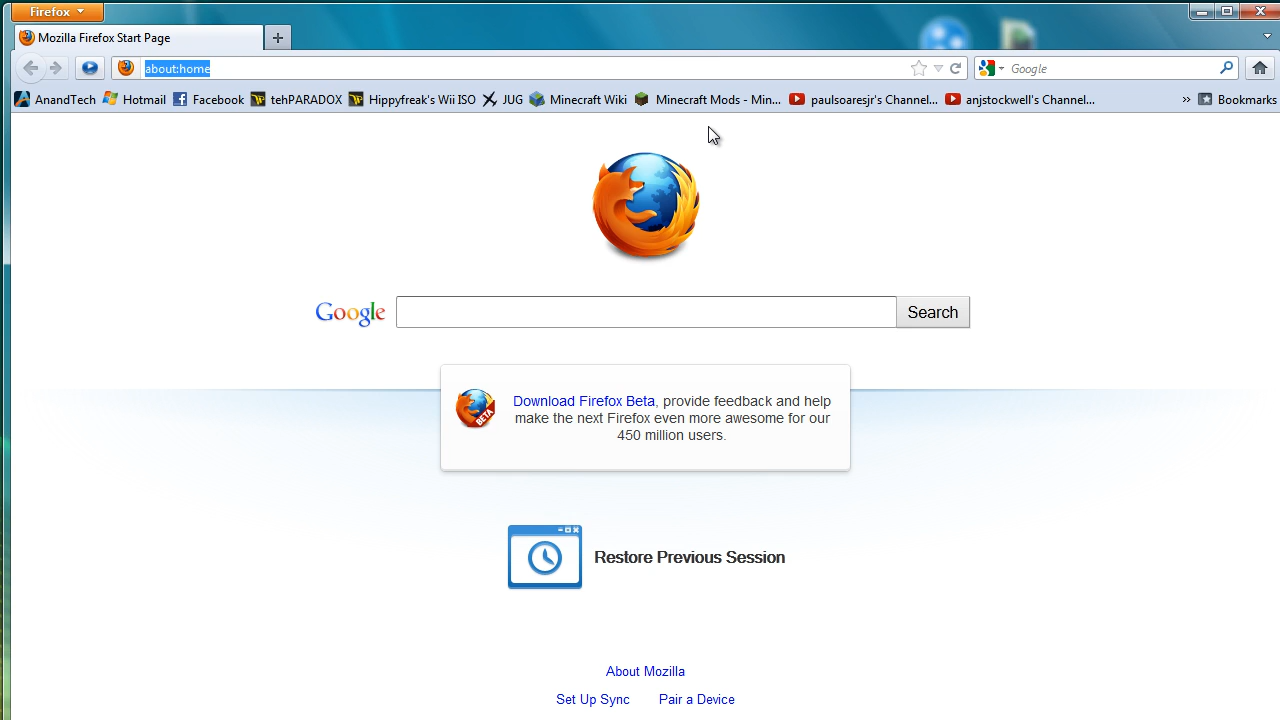 Firefox
Mozilla Firefox Start Page
about:home
Google
AnandTech Hotmail Facebook tehPARADOX Hippyfreak's Wii ISO JUG Minecraft Wiki Minecraft Mods - Min... paulsoaresjr's Channel... anjstockwell's Channel... » Bookmarks
Google
Search
BETA
Download Firefox Beta, provide feedback and help
make the next Firefox even more awesome for our
450 million users.
Restore Previous Session
About Mozilla
Set Up Sync Pair a Device